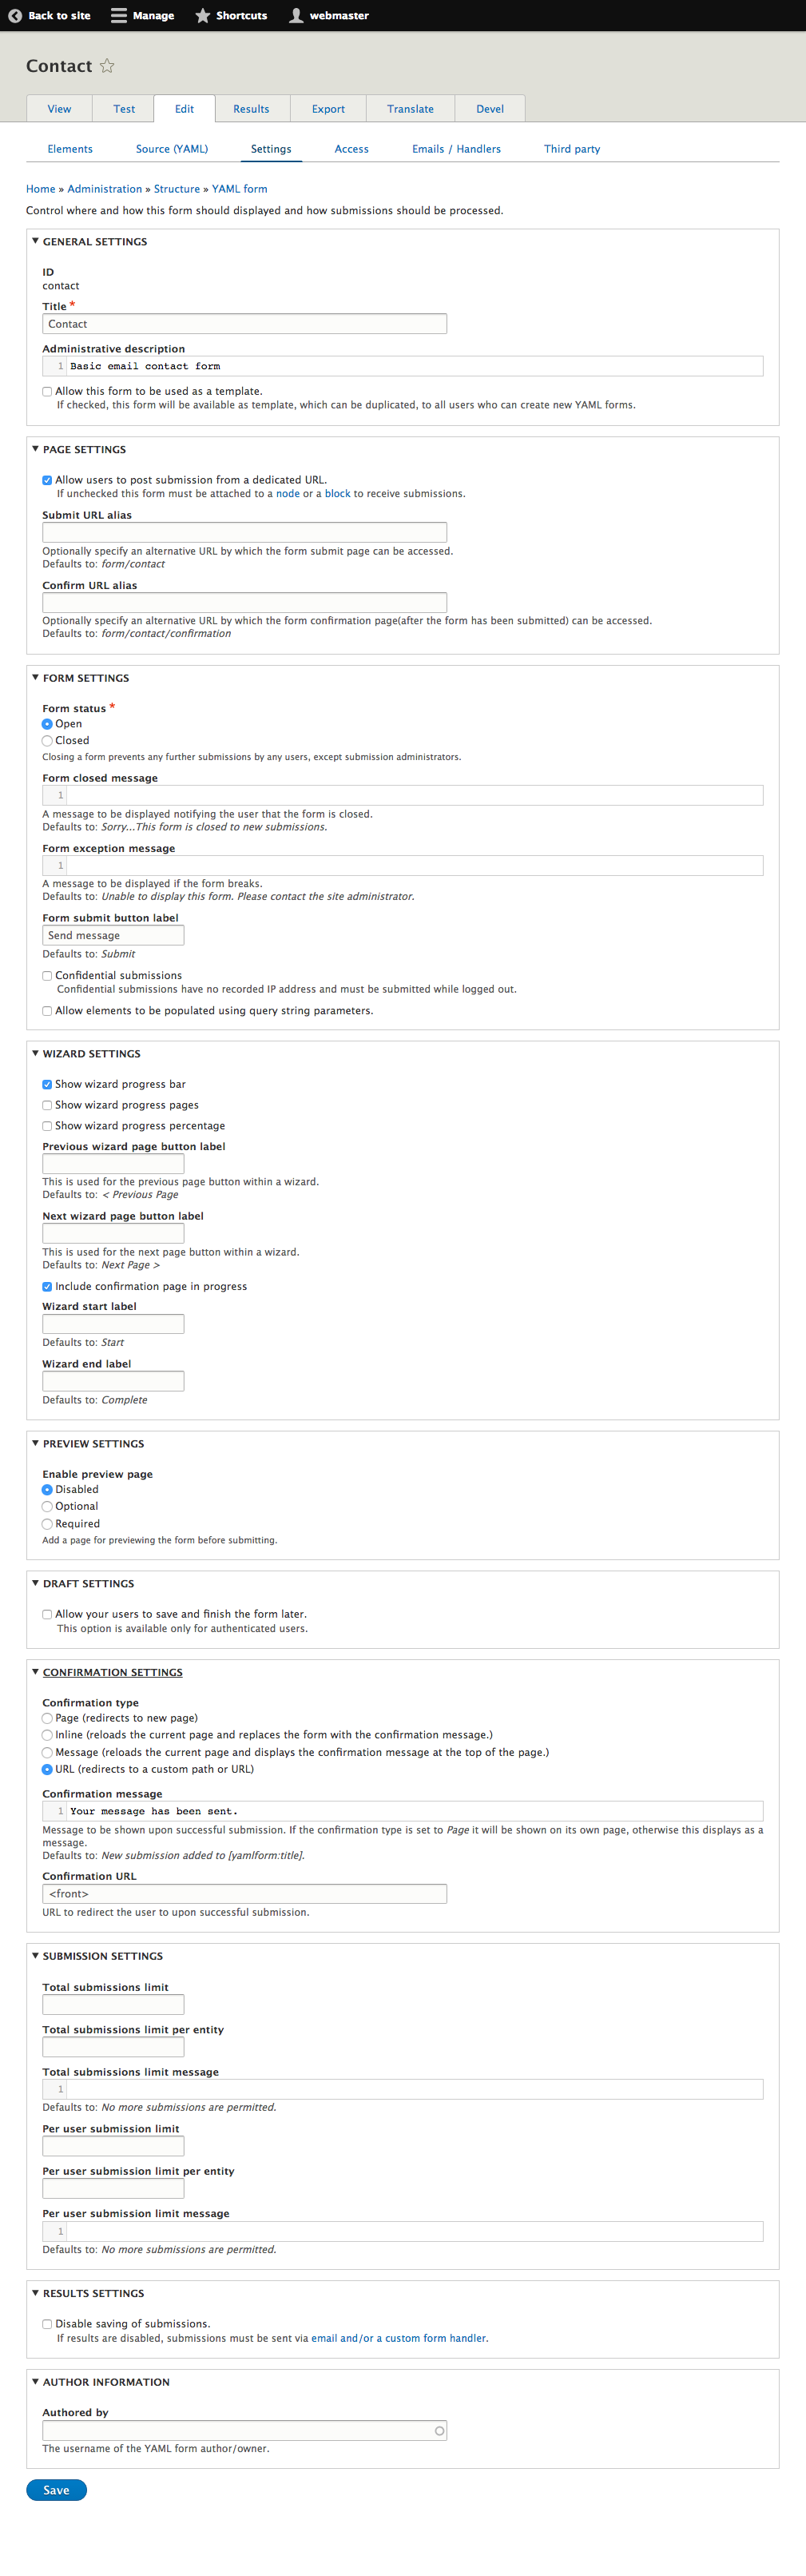 Back to site Manage Shortcuts webmaster
Contact
View Test Edit Results Export Translate Devel
Elements Source (YAML) Settings Access Emails / Handlers Third party
Home » Administration » Structure » YAML form
Control where and how this form should displayed and how submissions should be processed.
GENERAL SETTINGS
ID
contact
Title *
Contact
Administrative description
1 Basic email contact form
Allow this form to be used as a template.
If checked, this form will be available as template, which can be duplicated, to all users who can create new YAML forms.
PAGE SETTINGS
Allow users to post submission from a dedicated URL.
If unchecked this form must be attached to a node or a block to receive submissions.
Submit URL alias
Optionally specify an alternative URL by which the form submit page can be accessed.
Defaults to: form/contact
Confirm URL alias
Optionally specify an alternative URL by which the form confirmation page(after the form has been submitted) can be accessed.
Defaults to: form/contact/confirmation
FORM SETTINGS
Form status *
Open
Closed
Closing a form prevents any further submissions by any users, except submission administrators.
Form closed message
1
A message to be displayed notifying the user that the form is closed.
Defaults to: Sorry...This form is closed to new submissions.
Form exception message
1
A message to be displayed if the form breaks.
Defaults to: Unable to display this form. Please contact the site administrator.
Form submit button label
Send message
Defaults to: Submit
Confidential submissions
Confidential submissions have no recorded IP address and must be submitted while logged out.
Allow elements to be populated using query string parameters.
WIZARD SETTINGS
Show wizard progress bar
Show wizard progress pages
Show wizard progress percentage
Previous wizard page button label
This is used for the previous page button within a wizard.
Defaults to: < Previous Page
Next wizard page button label
This is used for the next page button within a wizard.
Defaults to: Next Page >
Include confirmation page in progress
Wizard start label
Defaults to: Start
Wizard end label
Defaults to: Complete
PREVIEW SETTINGS
Enable preview page
Disabled
Optional
Required
Add a page for previewing the form before submitting.
DRAFT SETTINGS
Allow your users to save and finish the form later.
This option is available only for authenticated users.
CONFIRMATION SETTINGS
Confirmation type
Page (redirects to new page)
Inline (reloads the current page and replaces the form with the confirmation message.)
Message (reloads the current page and displays the confirmation message at the top of the page.)
URL (redirects to a custom path or URL)
Confirmation message
1 Your message has been sent.
Message to be shown upon successful submission. If the confirmation type is set to Page it will be shown on its own page, otherwise this displays as a
message.
Defaults to: New submission added to [yamlform:title].
Confirmation URL
<front>
URL to redirect the user to upon successful submission.
SUBMISSION SETTINGS
Total submissions limit
Total submissions limit per entity
Total submissions limit message
1
Defaults to: No more submissions are permitted.
Per user submission limit
Per user submission limit per entity
Per user submission limit message
1
Defaults to: No more submissions are permitted.
RESULTS SETTINGS
Disable saving of submissions.
If results are disabled, submissions must be sent via email and/or a custom form handler.
AUTHOR INFORMATION
Authored by
The username of the YAML form author/owner.
Save